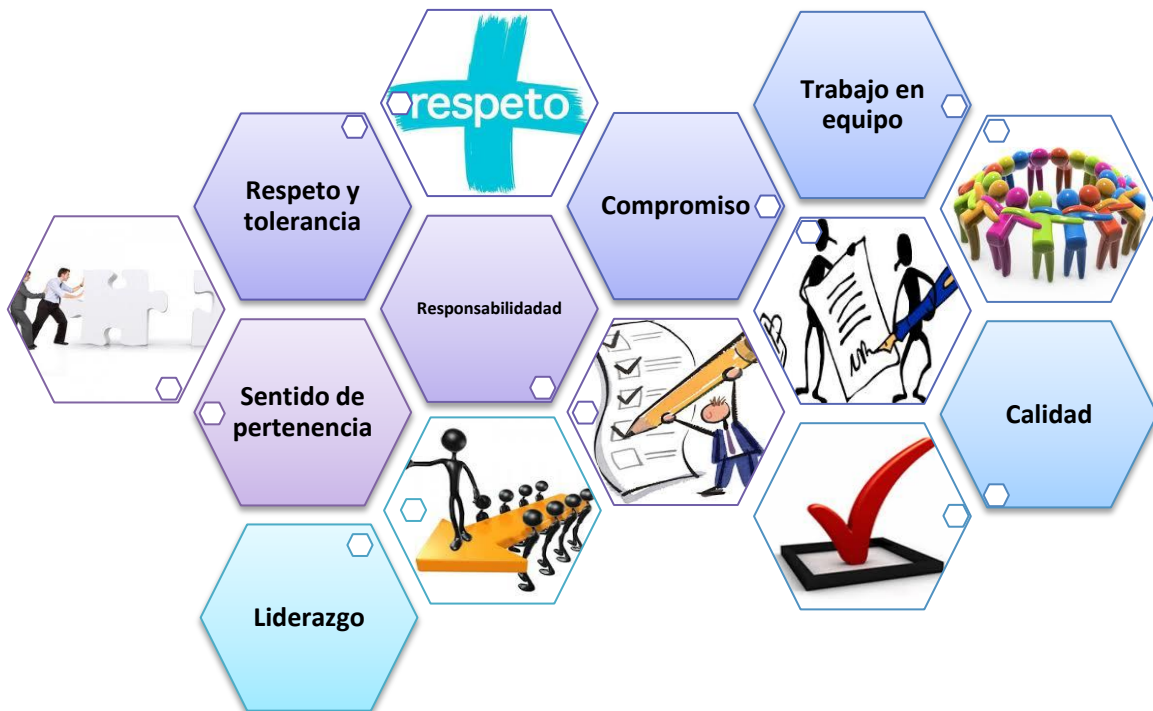 respeto
Trabajo en
equipo
Respeto y
tolerancia
Compromiso
Responsabilidadad
Sentido de
pertenencia
Calidad
Liderazgo